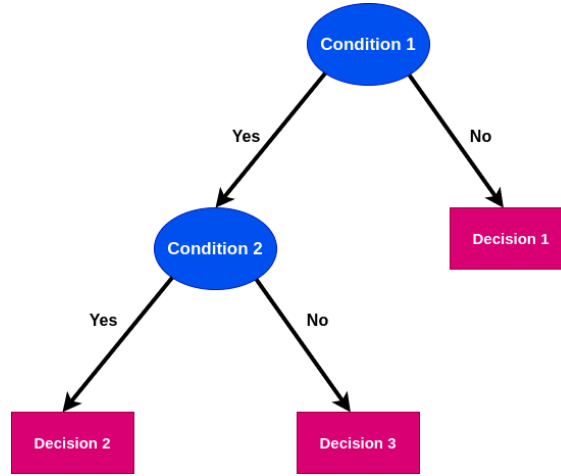 Condition 1
Yes
No
Condition 2
Decision 1
Yes
No
Decision 2
Decision 3